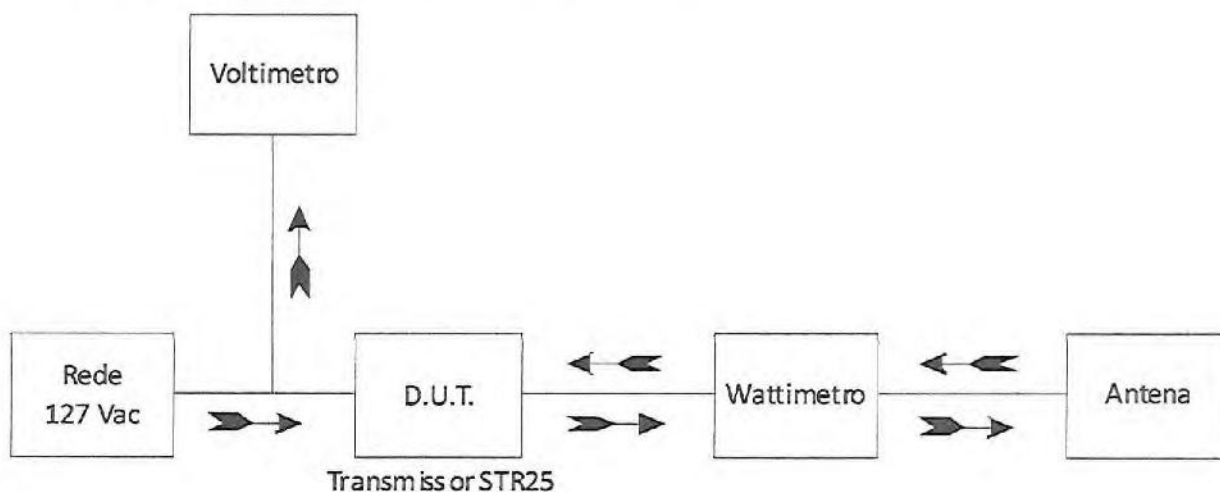 Voltimetro
Rede
127 Vac
D.U.T.
Wattimetro
Antena
Transmissor STR25